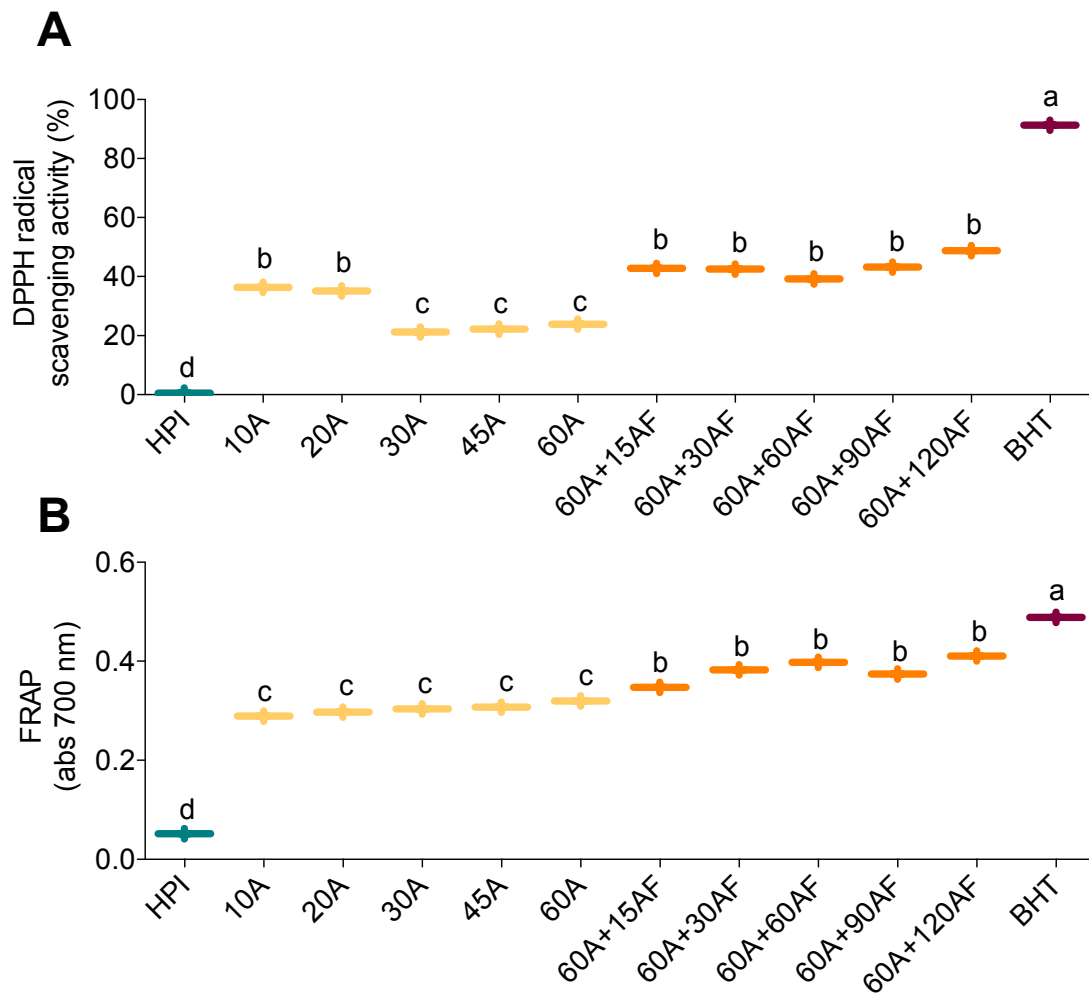 A
DPPH radical
scavenging activity (%)
100
80
60
40
20
0
d
b
b
c
c
c
b
b
b
b
b
a
HPI
10A
20A
30A
45A
60A
60A+15AF
60A+30AF
60A+60AF
60A+90AF
60A+120AF
BHT
B
FRAP
(abs 700 nm)
0.6
0.4
0.2
0.0
d
c
c
c
c
c
b
b
b
b
b
a
HPI
10A
20A
30A
45A
60A
60A+15AF
60A+30AF
60A+60AF
60A+90AF
60A+120AF
BHT